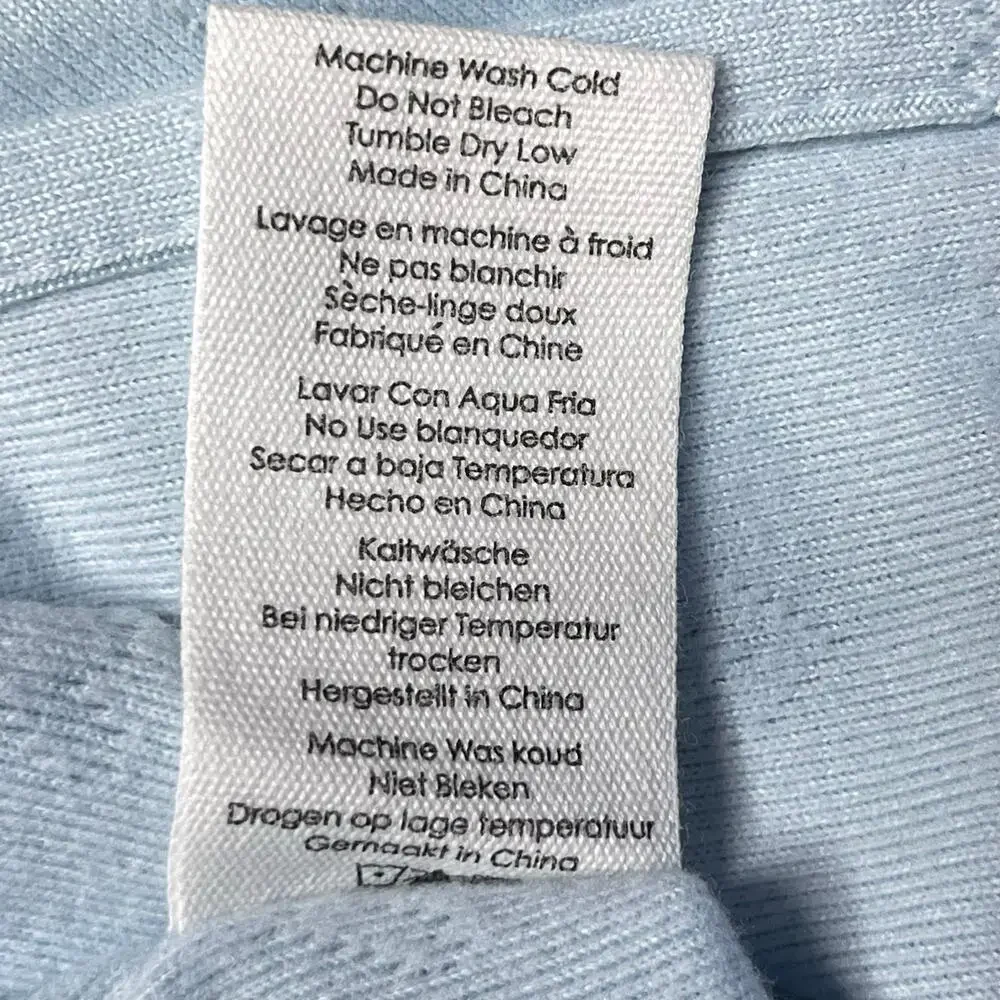 Machine Wash Cold
Do Not Bleach
Tumble Dry Low
Made in China
Lavage en machine à froid
Ne pas blanchir
Sèche-linge doux
Fabriqué en Chine
Lavar Con Aqua Fria
No Use blanquedor
Secar a baja Temperatura
Hecho en China
Kaltwäsche
Nicht bleichen
Bei niedriger Temperatur
trocken
Hergestellt in China
Machine Was koud
Niet Bleken
Drogen op lage temperatuur
Gemaakt in China